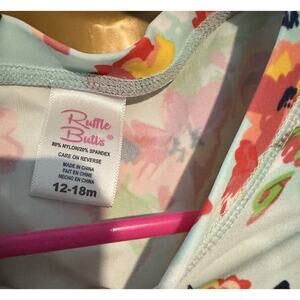 Ruffle
Butts®
80% NYLON/20% SPANDEX
CARE ON REVERSE
MADE IN CHINA
FAIT EN CHINE
HECHO EN CHINA
12-18m